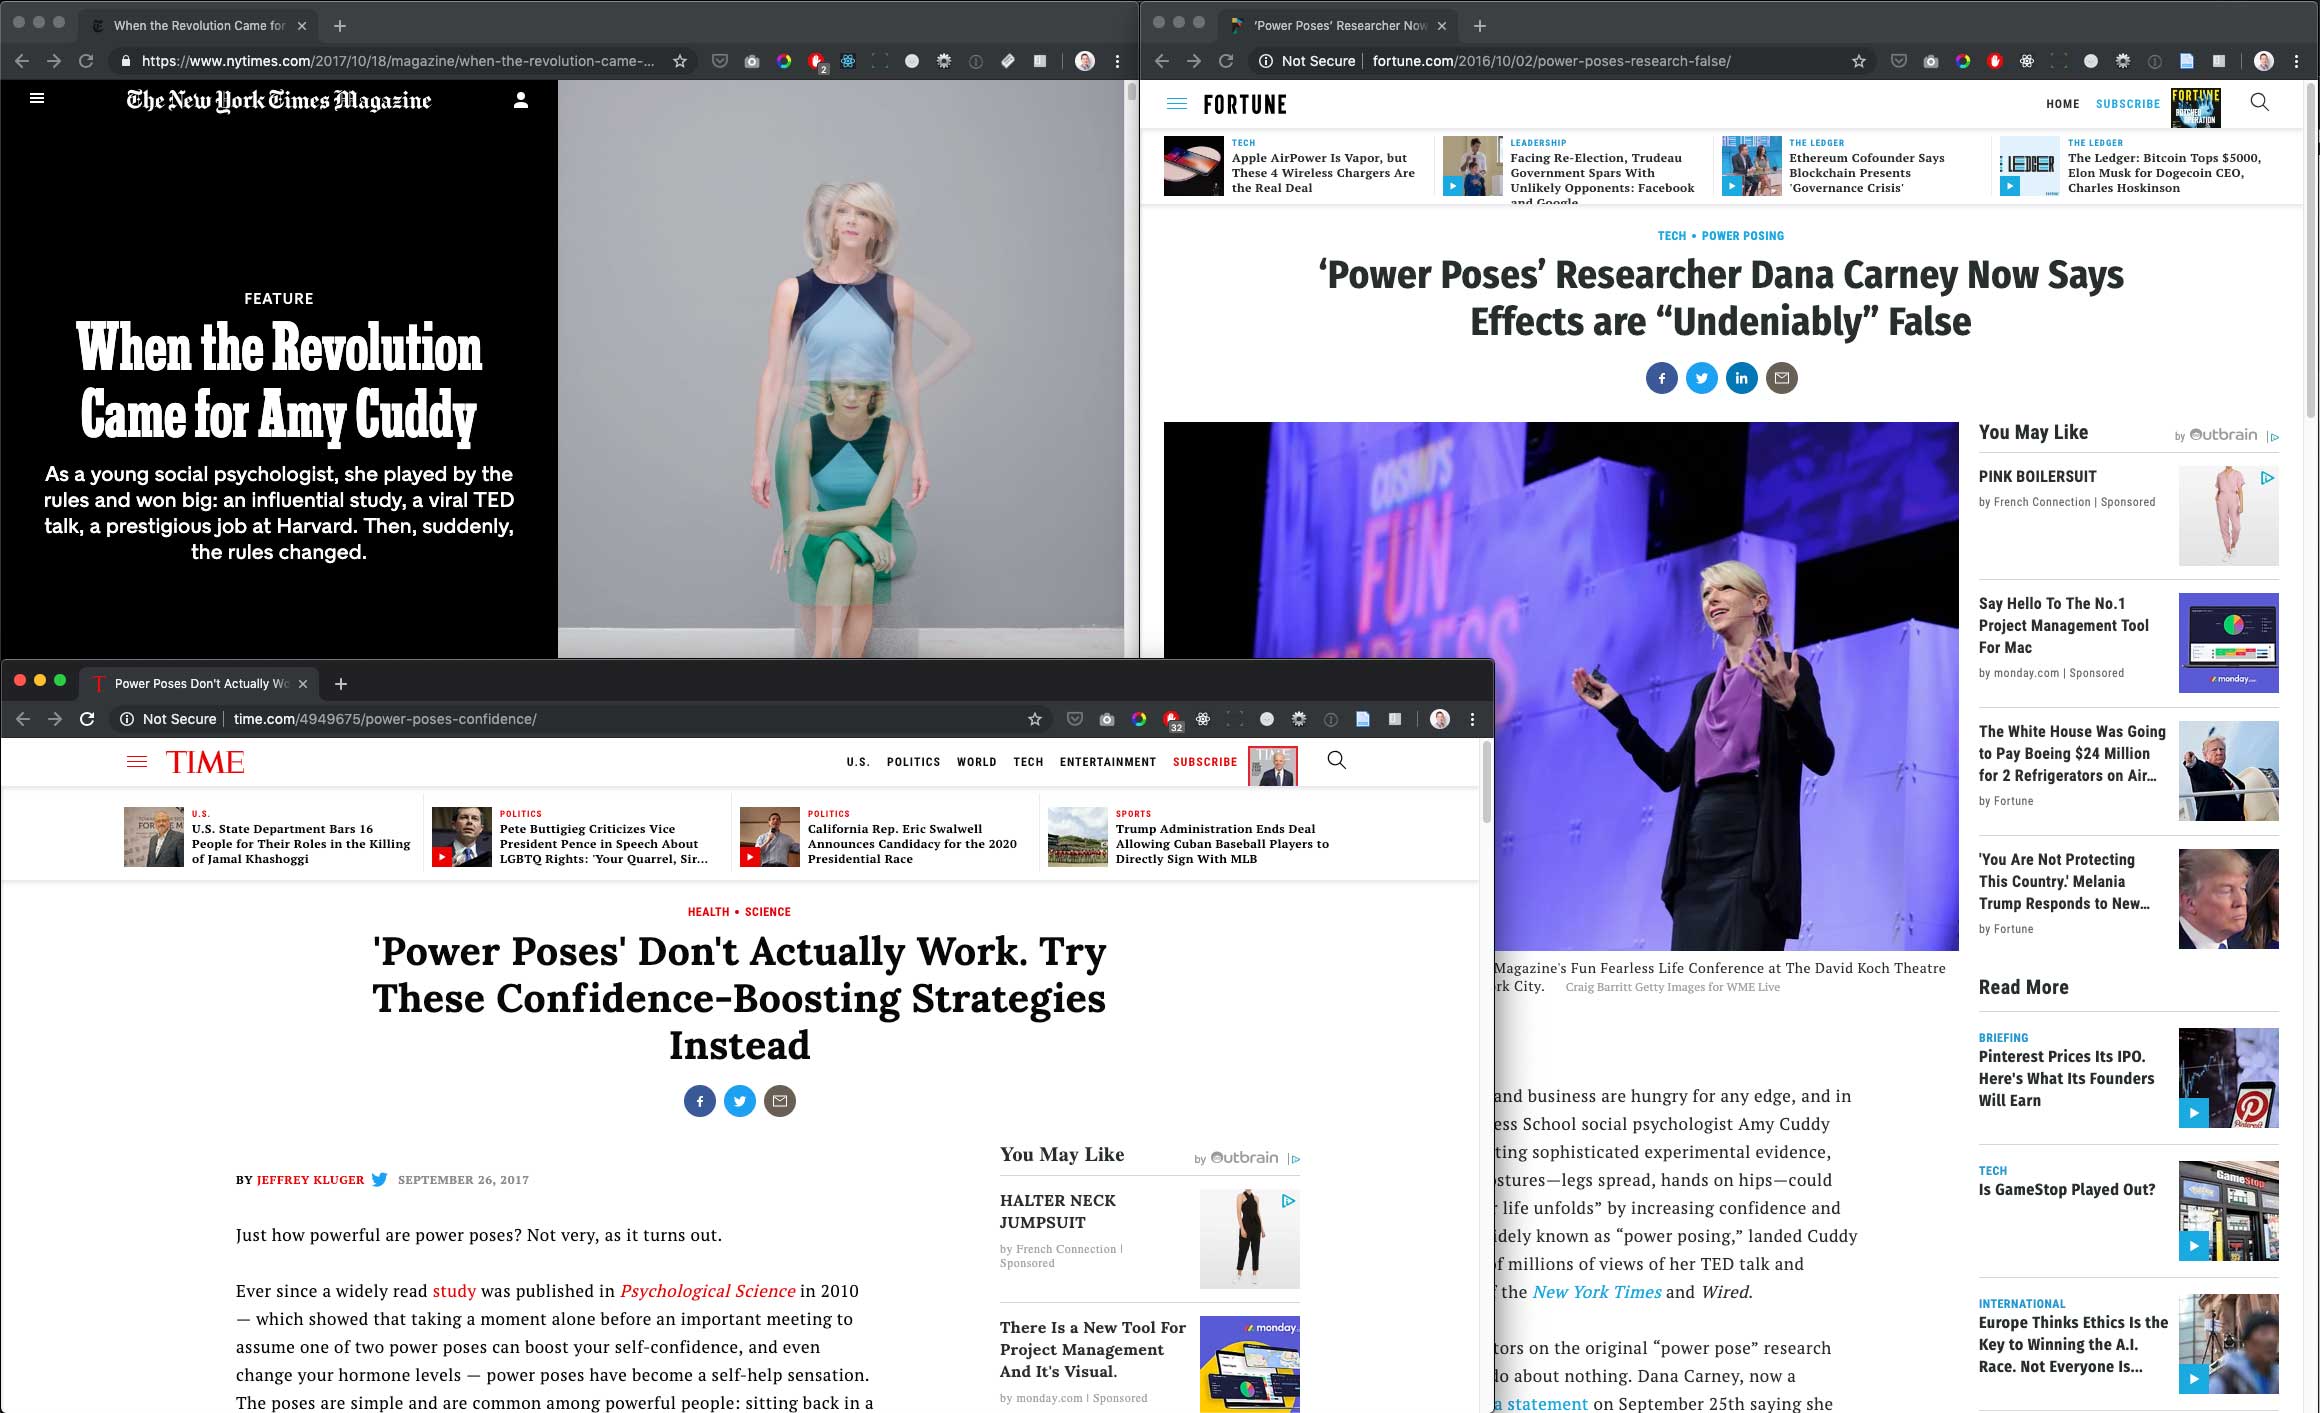 When the Revolution Came for
https://www.nytimes.com/2017/10/18/magazine/when-the-revolution-came-...
2
The New York Times Magazine
FEATURE
When the Revolution
Came for Amy Cuddy
As a young social psychologist, she played by the
rules and won big: an influential study, a viral TED
talk, a prestigious job at Harvard. Then, suddenly,
the rules changed.
'Power Poses' Researcher Now
Not Secure | fortune.com/2016/10/02/power-poses-research-false/
FORTUNE
HOME SUBSCRIBE
FORTUNE
TECH
Apple AirPower Is Vapor, but
These 4 Wireless Chargers Are
the Real Deal
LEADERSHIP
Facing Re-Election, Trudeau
Government Spars With
Unlikely Opponents: Facebook
and Google
THE LEDGER
Ethereum Cofounder Says
Blockchain Presents
'Governance Crisis'
THE LEDGER
The Ledger: Bitcoin Tops $5000,
Elon Musk for Dogecoin CEO,
Charles Hoskinson
LEDGER
TECH • POWER POSING
‘Power Poses’ Researcher Dana Carney Now Says
Effects are “Undeniably” False
COSMO'S
FUN
FEARLESS
You May Like
by Outbrain
PINK BOILERSUIT
by French Connection | Sponsored
Say Hello To The No.1
Project Management Tool
For Mac
by monday.com | Sponsored
monday.com
The White House Was Going
to Pay Boeing $24 Million
for 2 Refrigerators on Air...
by Fortune
'You Are Not Protecting
This Country.' Melania
Trump Responds to New...
by Fortune
Read More
BRIEFING
Pinterest Prices Its IPO.
Here's What Its Founders
Will Earn
Pinterest
TECH
Is GameStop Played Out?
GameStop
INTERNATIONAL
Europe Thinks Ethics Is the
Key to Winning the A.I.
Race. Not Everyone Is...
Magazine's Fun Fearless Life Conference at The David Koch Theatre
rk City. Craig Barritt Getty Images for WME Live
and business are hungry for any edge, and in
ess School social psychologist Amy Cuddy
ting sophisticated experimental evidence,
stures—legs spread, hands on hips—could
r life unfolds” by increasing confidence and
idely known as “power posing,” landed Cuddy
f millions of views of her TED talk and
f the New York Times and Wired.
tors on the original “power pose” research
o about nothing. Dana Carney, now a
a statement on September 25th saying she
Power Poses Don't Actually Wo
Not Secure | time.com/4949675/power-poses-confidence/
32
TIME
U.S. POLITICS WORLD TECH ENTERTAINMENT SUBSCRIBE
TIME
U.S.
U.S. State Department Bars 16
People for Their Roles in the Killing
of Jamal Khashoggi
POLITICS
Pete Buttigieg Criticizes Vice
President Pence in Speech About
LGBTQ Rights: 'Your Quarrel, Sir...
POLITICS
California Rep. Eric Swalwell
Announces Candidacy for the 2020
Presidential Race
SPORTS
Trump Administration Ends Deal
Allowing Cuban Baseball Players to
Directly Sign With MLB
HEALTH • SCIENCE
'Power Poses' Don't Actually Work. Try
These Confidence-Boosting Strategies
Instead
BY JEFFREY KLUGER SEPTEMBER 26, 2017
Just how powerful are power poses? Not very, as it turns out.
Ever since a widely read study was published in Psychological Science in 2010
— which showed that taking a moment alone before an important meeting to
assume one of two power poses can boost your self-confidence, and even
change your hormone levels — power poses have become a self-help sensation.
The poses are simple and are common among powerful people: sitting back in a
You May Like
by Outbrain
HALTER NECK
JUMPSUIT
by French Connection |
Sponsored
There Is a New Tool For
Project Management
And It's Visual.
by monday.com | Sponsored
monday.